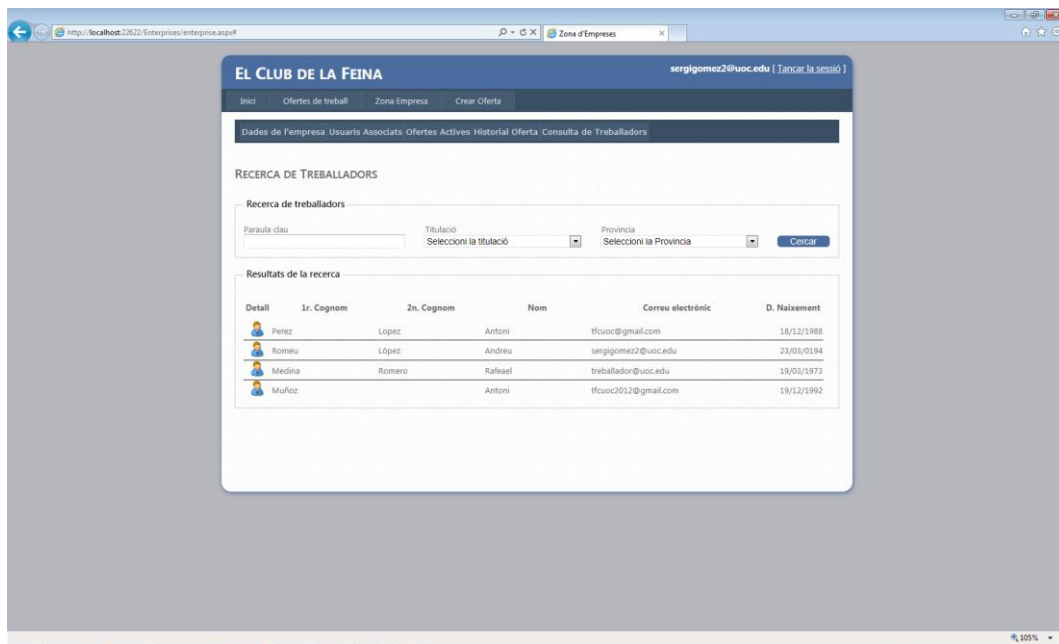 http://localhost:22622/Enterprises/enterprise.aspx#
Zona d'Empreses
EL CLUB DE LA FEINA
sergigomez2@uoc.edu [ Tancar la sessió ]
Inici Ofertes de treball Zona Empresa Crear Oferta
Dades de l'empresa Usuaris Associats Ofertes Actives Historial Oferta Consulta de Treballadors
RECERCA DE TREBALLADORS
Recerca de treballadors
Paraula clau Titulació Provincia
Seleccioni la titulació Seleccioni la Provincia Cercar
Resultats de la recerca
Detall 1r. Cognom 2n. Cognom Nom Correu electrònic D. Naixement
Perez Lopez Antoni tfcuoc@gmail.com 18/12/1988
Romeu López Andreu sergigomez2@uoc.edu 23/03/0194
Medina Romero Rafeael treballador@uoc.edu 19/03/1973
Muñoz Antoni tfcuoc2012@gmail.com 19/12/1992
105%